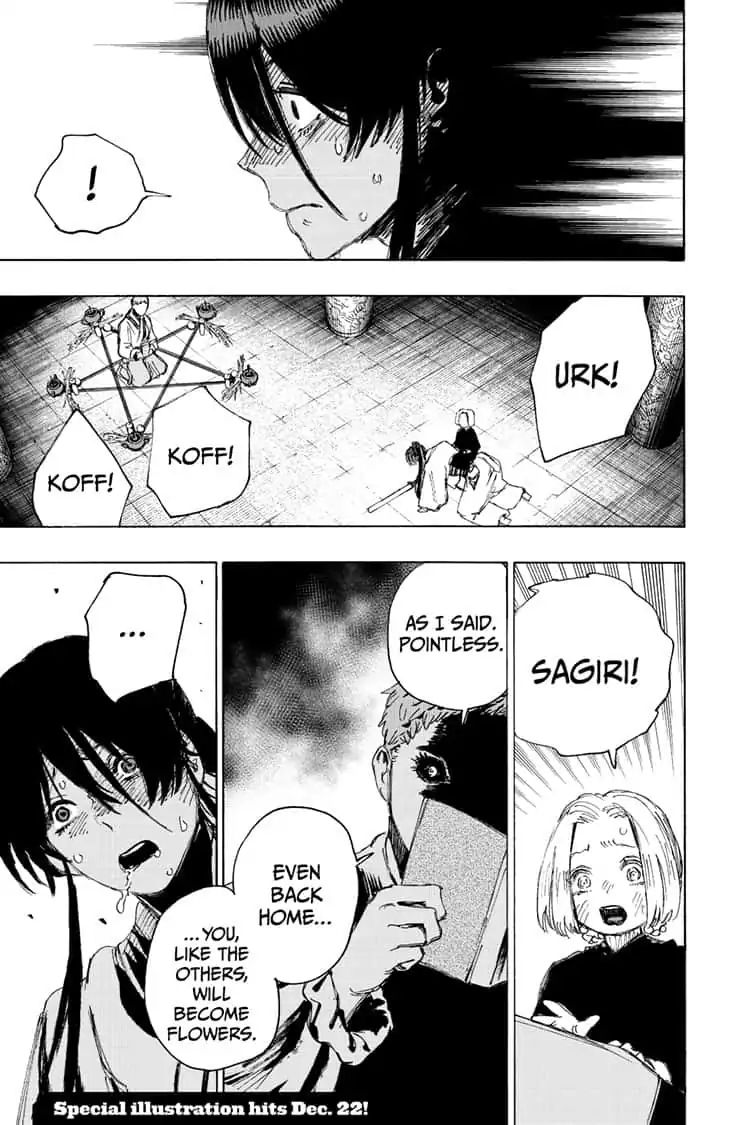 !
URK!
KOFF!
KOFF!
SAGIRI!
AS I SAID.
POINTLESS.
EVEN
BACK
HOME...
...YOU,
LIKE THE
OTHERS,
WILL
BECOME
FLOWERS.
...
Special illustration hits Dec. 22!